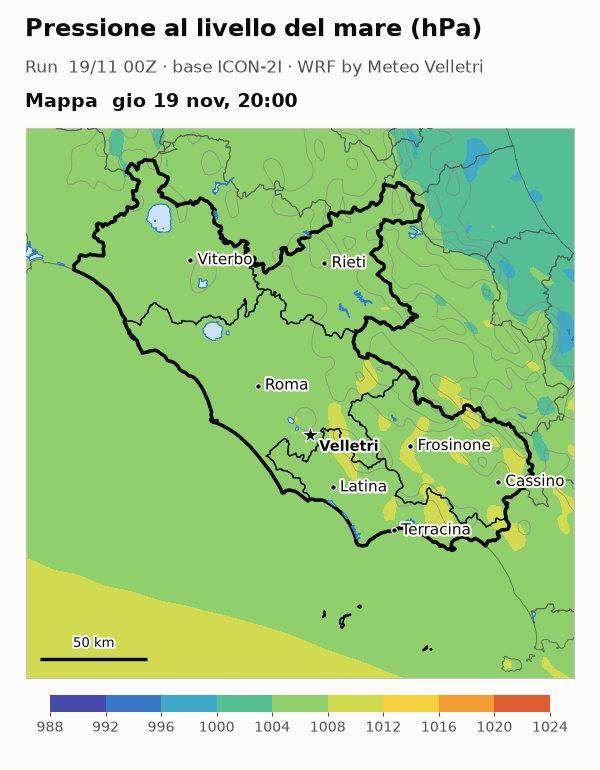 Pressione al livello del mare (hPa)
Run 19/11 00Z · base ICON-2I · WRF by Meteo Velletri
Mappa gio 19 nov, 20:00
Viterbo
Rieti
Roma
Velletri
Frosinone
Cassino
Latina
Terracina
50 km
988 992 996 1000 1004 1008 1012 1016 1020 1024